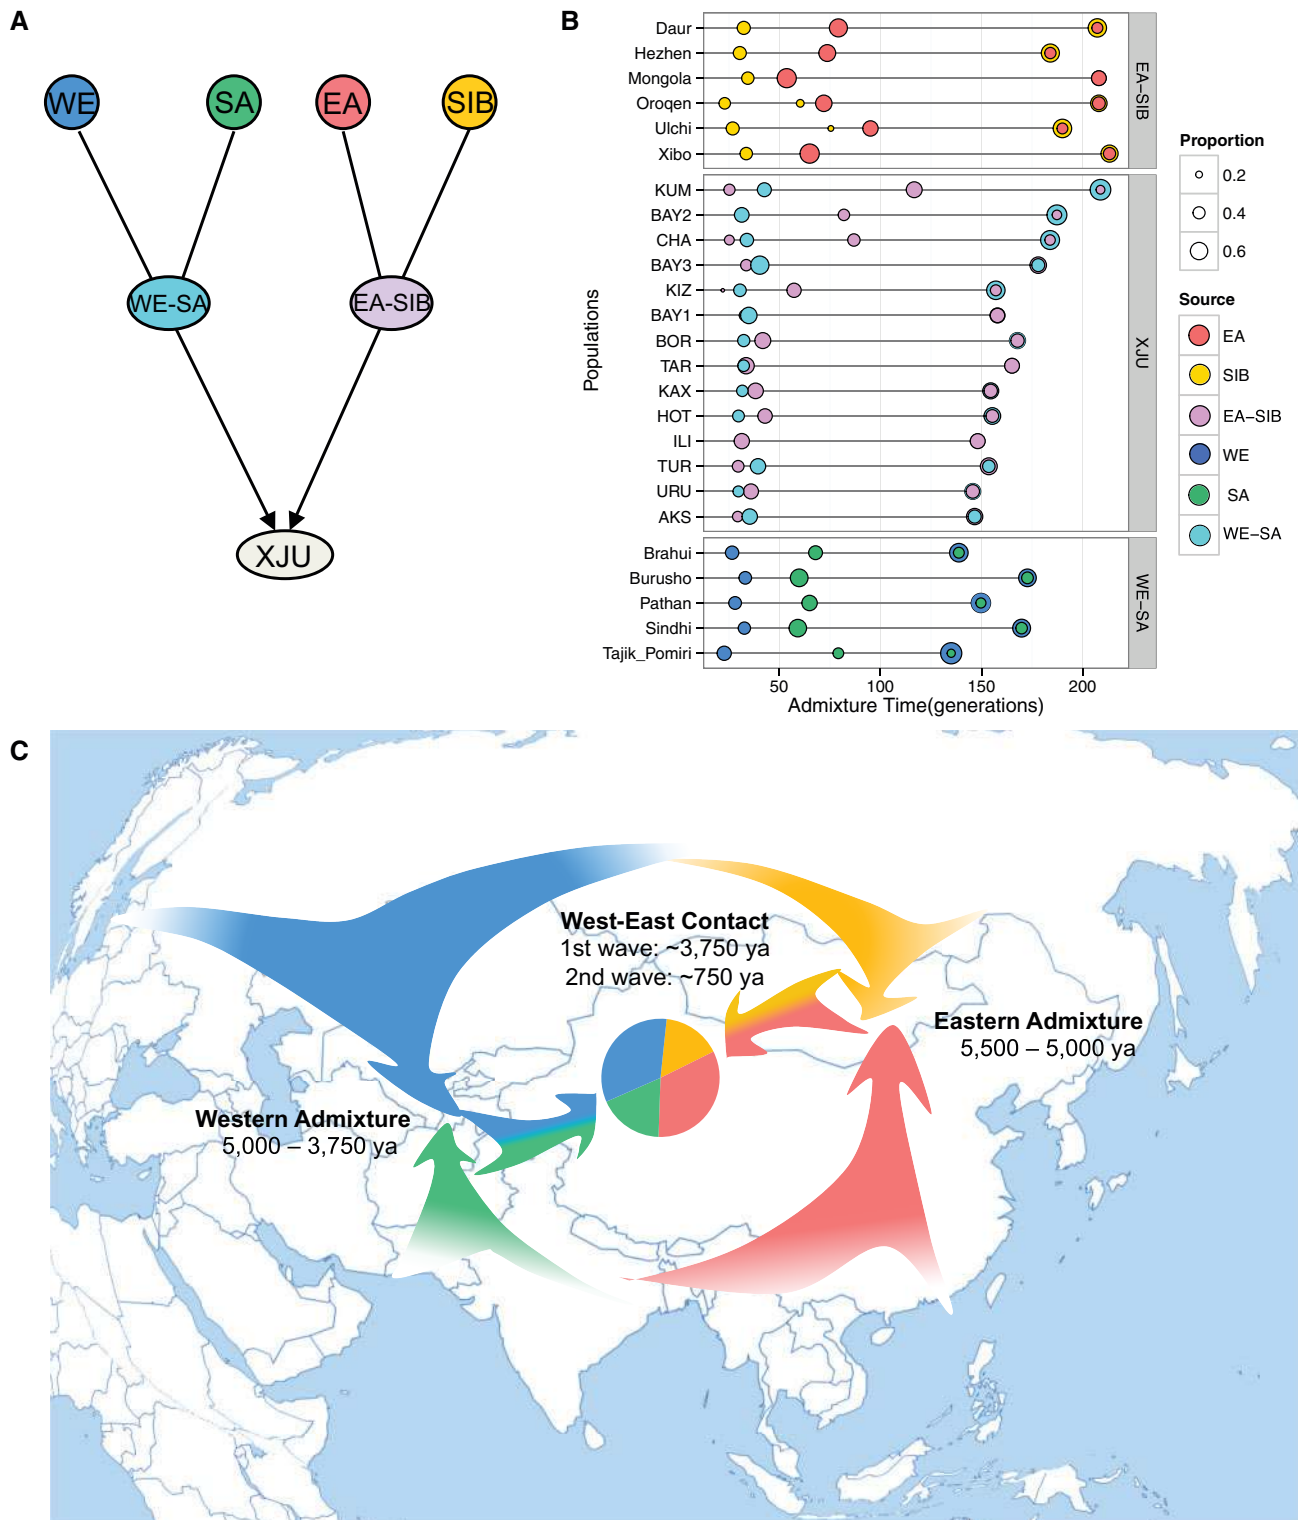 A
WE
SA
EA
SIB
WE-SA
EA-SIB
XJU
B
Populations
Daur
Hezhen
Mongola
Oroqen
Ulchi
Xibo
EA−SIB
KUM
BAY2
CHA
BAY3
KIZ
BAY1
BOR
TAR
KAX
HOT
ILI
TUR
URU
AKS
XJU
Brahui
Burusho
Pathan
Sindhi
Tajik_Pomiri
WE−SA
50 100 150 200
Admixture Time(generations)
Proportion
0.2
0.4
0.6
Source
EA
SIB
EA−SIB
WE
SA
WE−SA
C
West-East Contact
1st wave: ~3,750 ya
2nd wave: ~750 ya
Eastern Admixture
5,500 – 5,000 ya
Western Admixture
5,000 – 3,750 ya